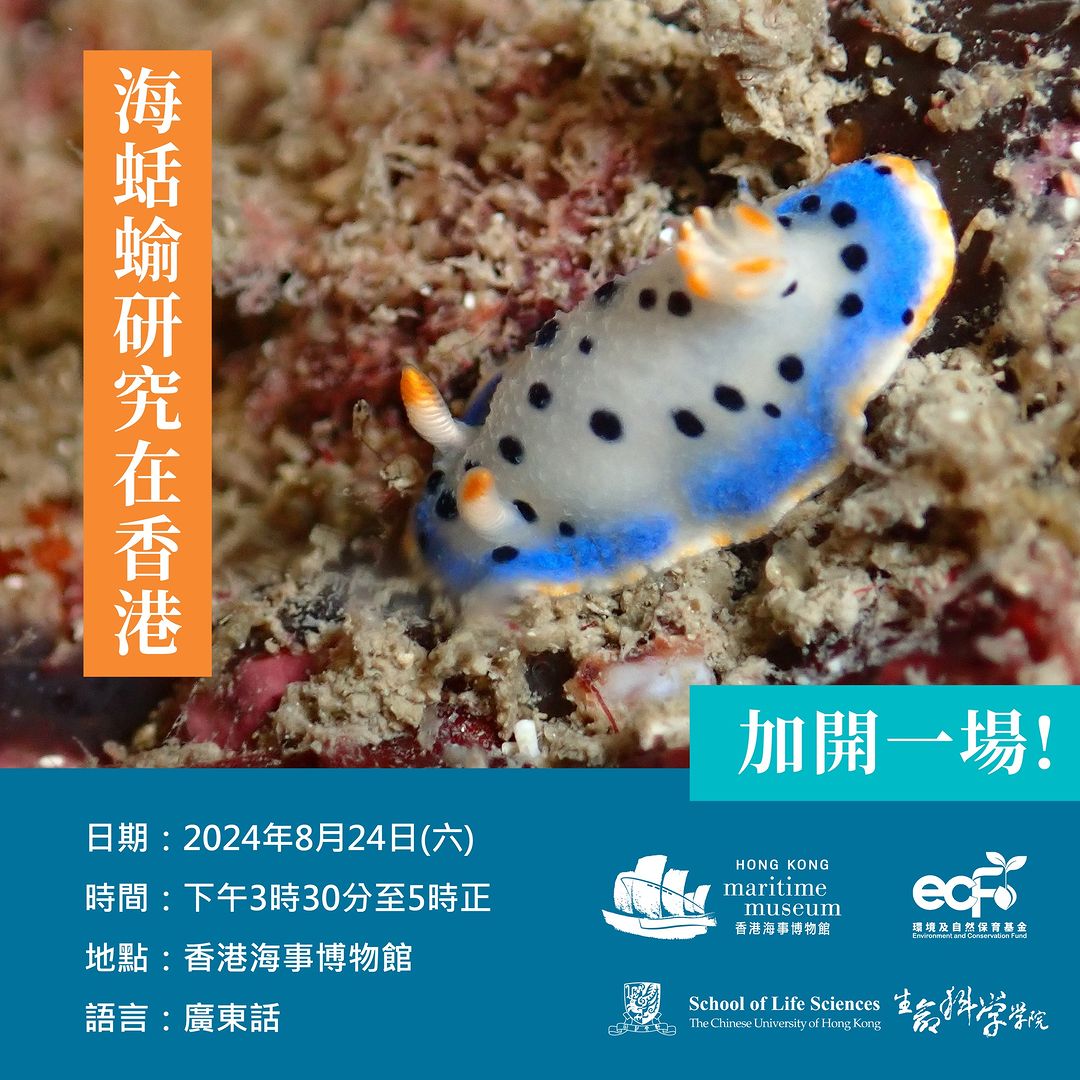 海蛞蝓研究在香港
加開一場!
日期：2024年8月24日(六)
時間：下午3時30分至5時正
地點：香港海事博物館
語言：廣東話
HONG KONG
maritime
museum
香港海事博物館
ecf
環境及自然保育基金
Environment and Conservation Fund
School of Life Sciences
The Chinese University of Hong Kong
生命科学学院